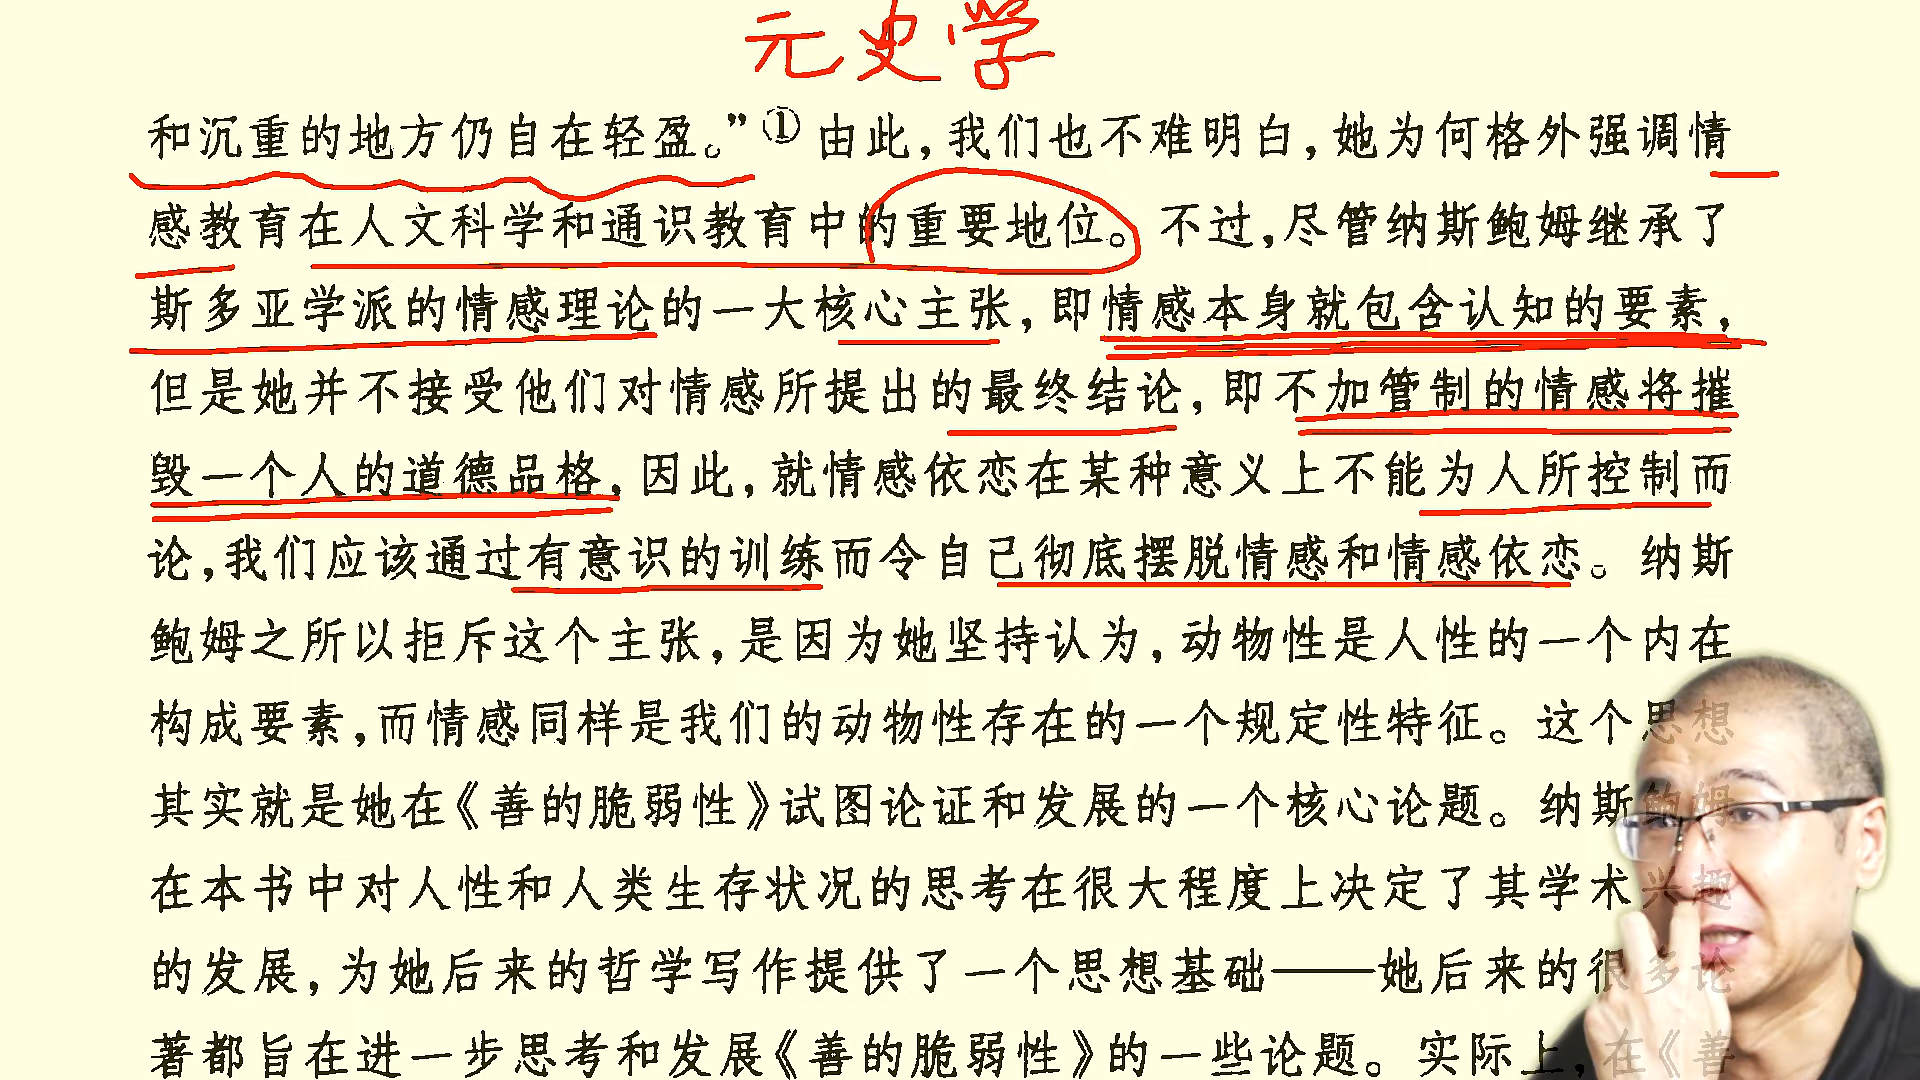 元史学
和沉重的地方仍自在轻盈。”① 由此,我们也不难明白,她为何格外强调情
感教育在人文科学和通识教育中的重要地位。不过,尽管纳斯鲍姆继承了
斯多亚学派的情感理论的一大核心主张,即情感本身就包含认知的要素,
但是她并不接受他们对情感所提出的最终结论,即不加管制的情感将摧
毁一个人的道德品格,因此,就情感依恋在某种意义上不能为人所控制而
论,我们应该通过有意识的训练而令自己彻底摆脱情感和情感依恋。纳斯
鲍姆之所以拒斥这个主张,是因为她坚持认为,动物性是人性的一个内在
构成要素,而情感同样是我们的动物性存在的一个规定性特征。这个思想
其实就是她在《善的脆弱性》试图论证和发展的一个核心论题。纳斯鲍姆
在本书中对人性和人类生存状况的思考在很大程度上决定了其学术兴趣
的发展,为她后来的哲学写作提供了一个思想基础——她后来的很多论
著都旨在进一步思考和发展《善的脆弱性》的一些论题。实际上,在《善